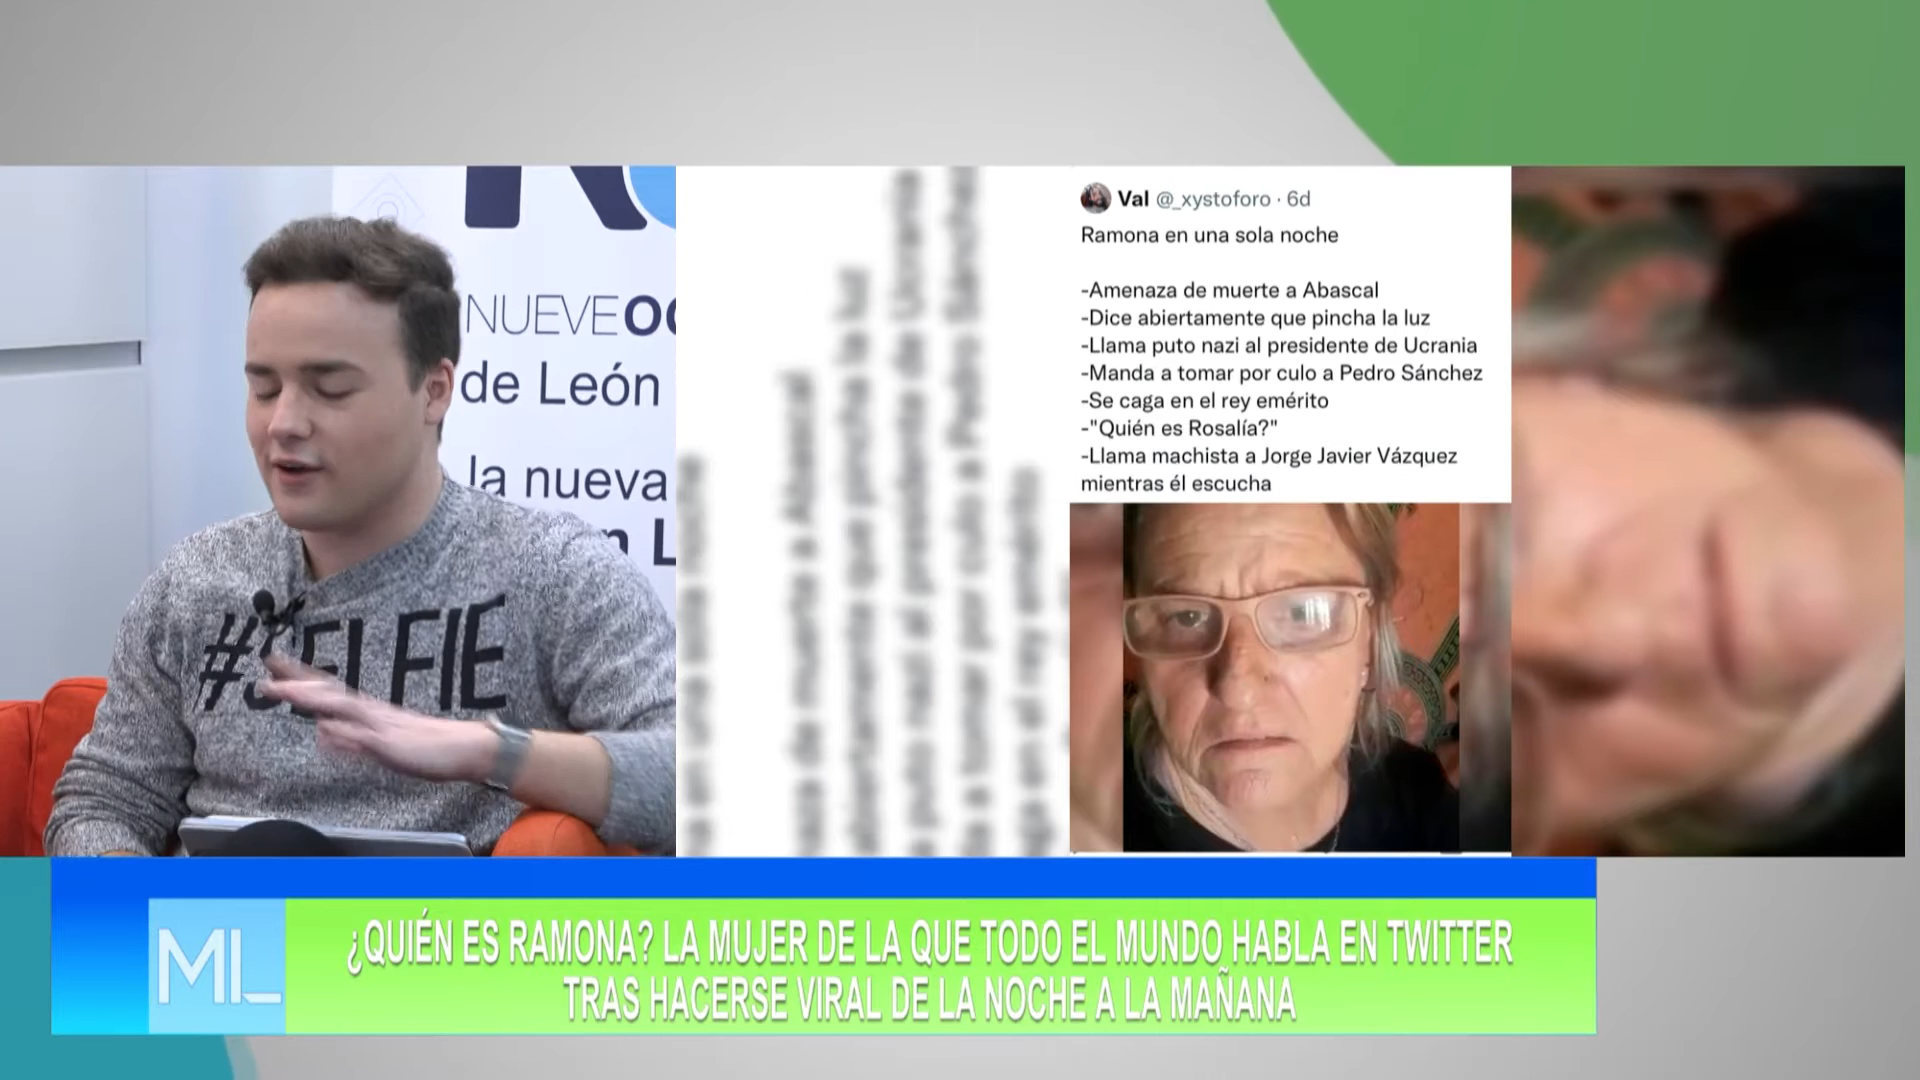 NUEVE
de León
la nueva
n L
#SELFIE
Val @_xystoforo · 6d
Ramona en una sola noche
-Amenaza de muerte a Abascal
-Dice abiertamente que pincha la luz
-Llama puto nazi al presidente de Ucrania
-Manda a tomar por culo a Pedro Sánchez
-Se caga en el rey emérito
-"Quién es Rosalía?"
-Llama machista a Jorge Javier Vázquez
mientras él escucha
ML
¿QUIÉN ES RAMONA? LA MUJER DE LA QUE TODO EL MUNDO HABLA EN TWITTER
TRAS HACERSE VIRAL DE LA NOCHE A LA MAÑANA